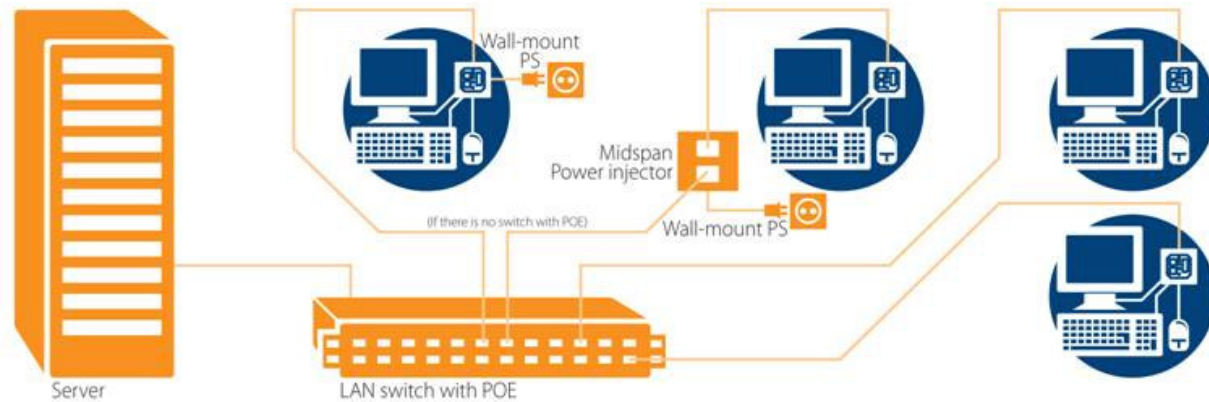 Wall-mount
PS
Midspan
Power injector
(If there is no switch with POE)
Wall-mount PS
Server
LAN switch with POE